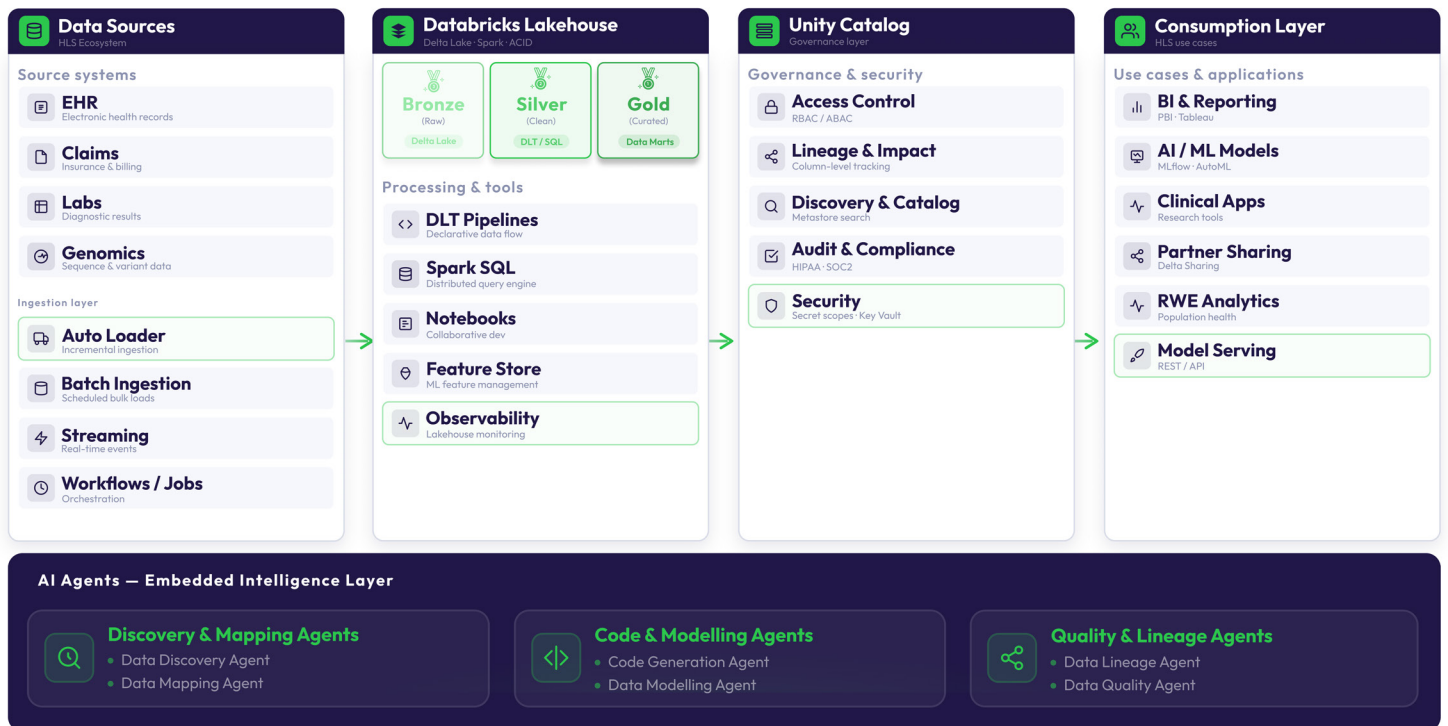 Data Sources
HLS Ecosystem
Source systems
EHR
Electronic health records
Claims
Insurance & billing
Labs
Diagnostic results
Genomics
Sequence & variant data
Ingestion layer
Auto Loader
Incremental ingestion
Batch Ingestion
Scheduled bulk loads
Streaming
Real-time events
Workflows / Jobs
Orchestration
Databricks Lakehouse
Delta Lake · Spark · ACID
Bronze
(Raw)
Delta Lake
Silver
(Clean)
DLT / SQL
Gold
(Curated)
Data Marts
Processing & tools
DLT Pipelines
Declarative data flow
Spark SQL
Distributed query engine
Notebooks
Collaborative dev
Feature Store
ML feature management
Observability
Lakehouse monitoring
Unity Catalog
Governance layer
Governance & security
Access Control
RBAC / ABAC
Lineage & Impact
Column-level tracking
Discovery & Catalog
Metastore search
Audit & Compliance
HIPAA · SOC2
Security
Secret scopes · Key Vault
Consumption Layer
HLS use cases
Use cases & applications
BI & Reporting
PBI · Tableau
AI / ML Models
MLflow · AutoML
Clinical Apps
Research tools
Partner Sharing
Delta Sharing
RWE Analytics
Population health
Model Serving
REST / API
AI Agents — Embedded Intelligence Layer
Discovery & Mapping Agents
• Data Discovery Agent
• Data Mapping Agent
Code & Modelling Agents
• Code Generation Agent
• Data Modelling Agent
Quality & Lineage Agents
• Data Lineage Agent
• Data Quality Agent